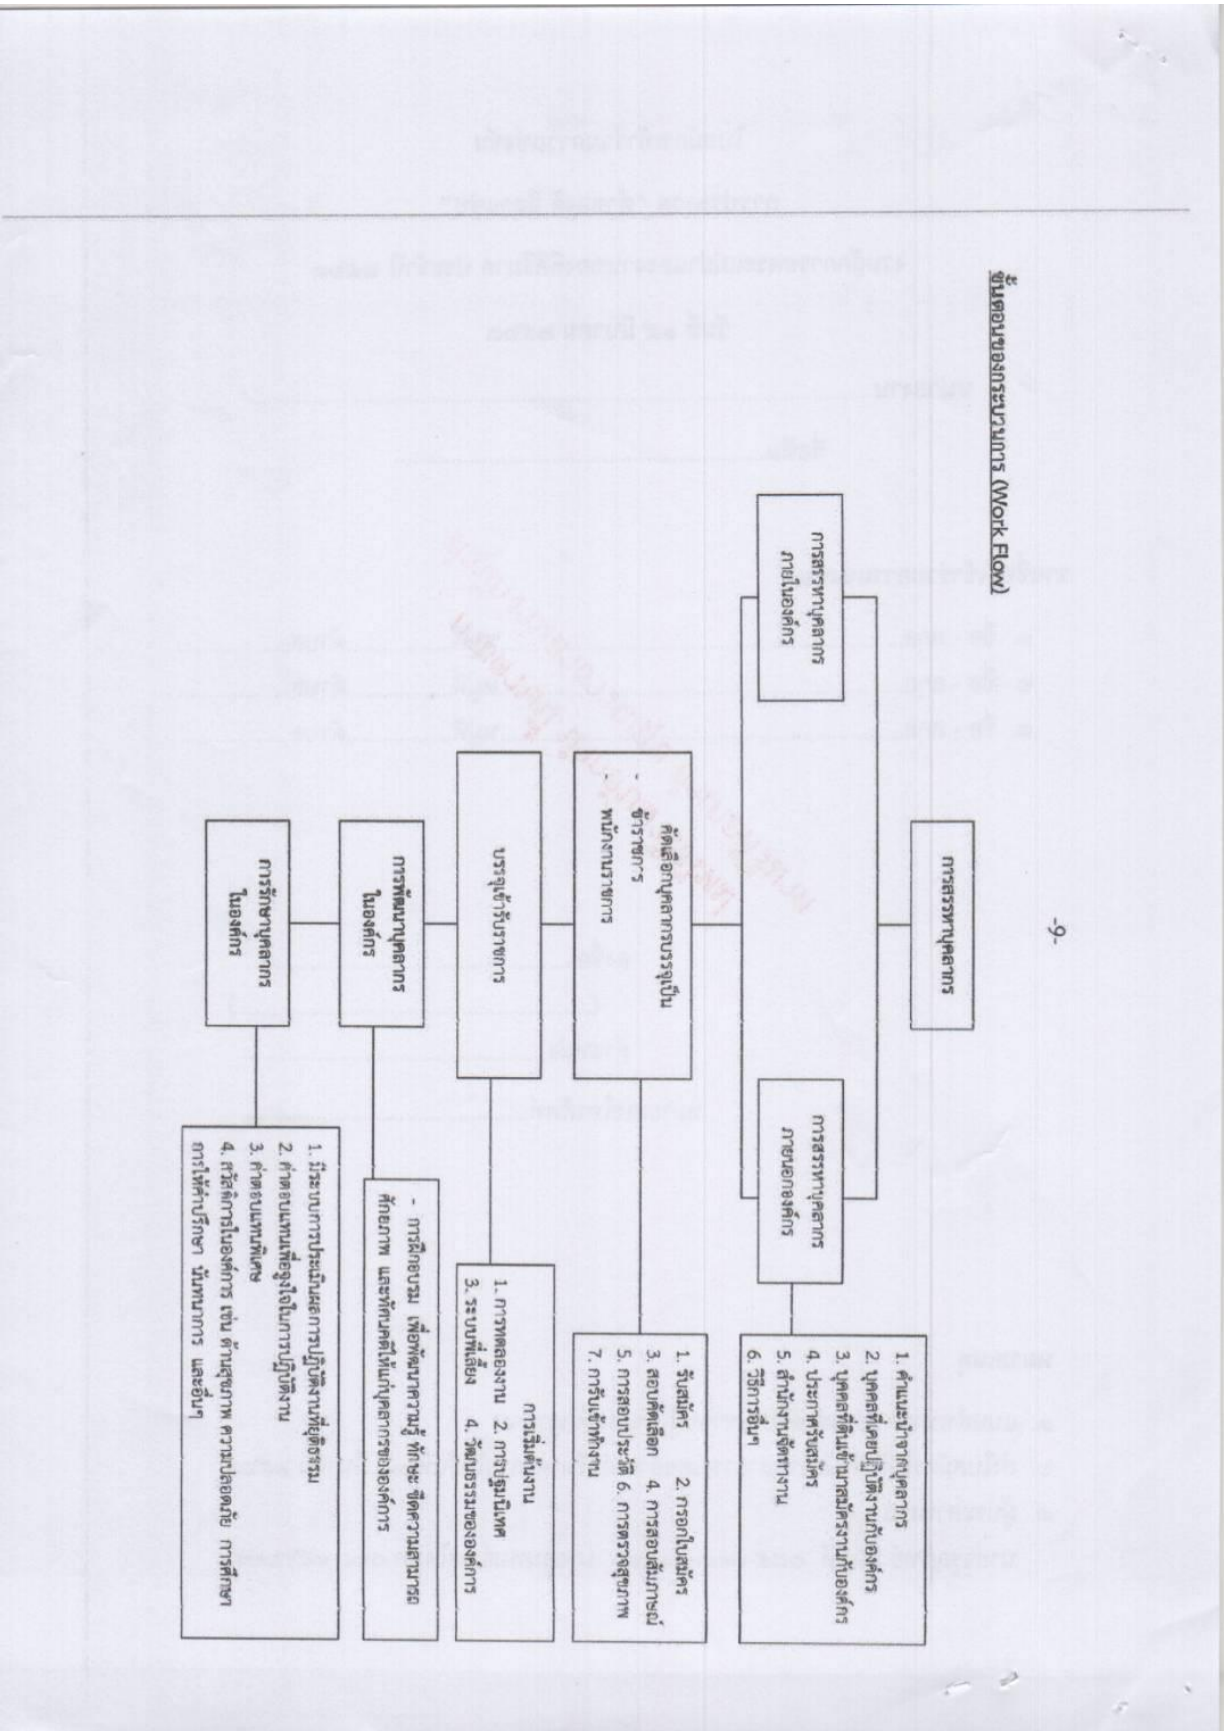 -9-
ขั้นตอนของกระบวนการ (Work Flow)
การสรรหาบุคลากร
การสรรหาบุคลากร
ภายในองค์กร
การสรรหาบุคลากร
ภายนอกองค์กร
1. คำแนะนำจากบุคลากร
2. บุคคลที่เคยปฏิบัติงานกับองค์กร
3. บุคคลที่เดินเข้ามาสมัครงานกับองค์กร
4. ประกาศรับสมัคร
5. สำนักงานจัดหางาน
6. วิธีการอื่นๆ
คัดเลือกบุคลากรบรรจุเป็น
- ข้าราชการ
- พนักงานราชการ
1. รับสมัคร 2. กรอกใบสมัคร
3. สอบคัดเลือก 4. การสอบสัมภาษณ์
5. การสอบประวัติ 6. การตรวจสุขภาพ
7. การับเข้าทำงาน
บรรจุเข้ารับราชการ
การเริ่มต้นงาน
1. การทดลองงาน 2. การปฐมนิเทศ
3. ระบบพี่เลี้ยง 4. วัฒนธรรมขององค์การ
การพัฒนาบุคลากร
ในองค์กร
- การฝึกอบรม เพื่อพัฒนาความรู้ ทักษะ ขีดความสามารถ
ศักยภาพ และทัศนคติให้แก่บุคลากรขององค์การ
การรักษาบุคลากร
ในองค์กร
1. มีระบบการประเมินผลการปฏิบัติงานที่ยุติธรรม
2. ค่าตอบแทนเพื่อจูงใจในการปฏิบัติงาน
3. ค่าตอบแทนพิเศษ
4. สวัสดิการในองค์การ เช่น ด้านสุขภาพ ความปลอดภัย การศึกษา
การให้คำปรึกษา นันทนาการ และอื่นๆ